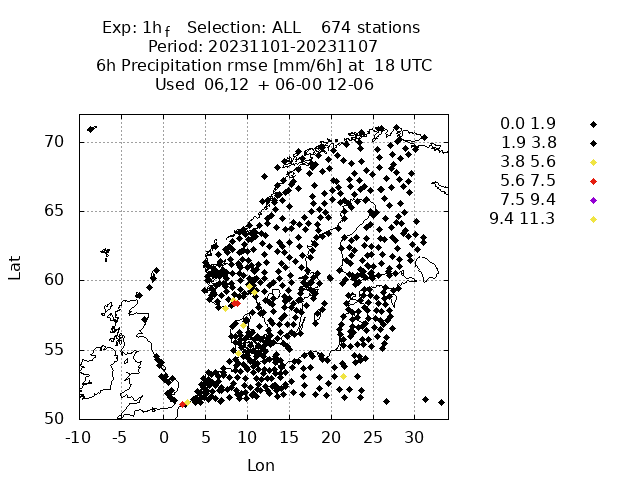 Exp: 1h f   Selection: ALL    674 stations
Period: 20231101-20231107
6h Precipitation rmse [mm/6h] at  18 UTC
Used  06,12  + 06-00 12-06
0.0 1.9
1.9 3.8
3.8 5.6
5.6 7.5
7.5 9.4
9.4 11.3
Lat
70
65
60
55
50
-10 -5 0 5 10 15 20 25 30
Lon